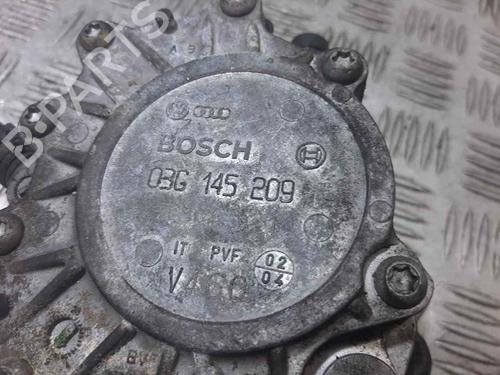 BOSCH
03G 145 209
IT PVF
02
04
B-PARTS